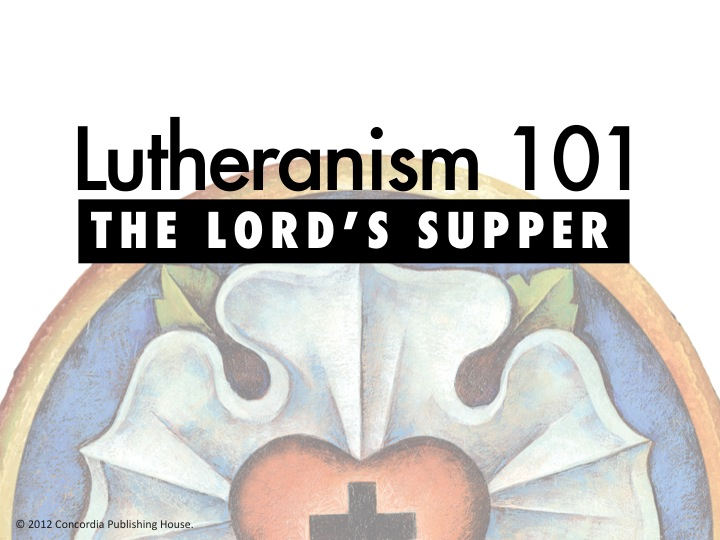 Lutheranism 101
THE LORD’S SUPPER
© 2012 Concordia Publishing House.